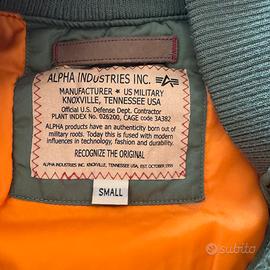 ALPHA INDUSTRIES INC.
MANUFACTURER ★ US MILITARY
KNOXVILLE, TENNESSEE USA
Official U.S. Defense Dept. Contractor
PLANT INDEX No. 026200, CAGE code 3A382
ALPHA products have an authenticity born out of
military roots. Today this is fused with modern
influences in technology, fashion and durability.
RECOGNIZE THE ORIGINAL
ALPHA INDUSTRIES INC. KNOXVILLE, TENNESSEE USA, EST. OCTOBER 1959
SMALL
subito